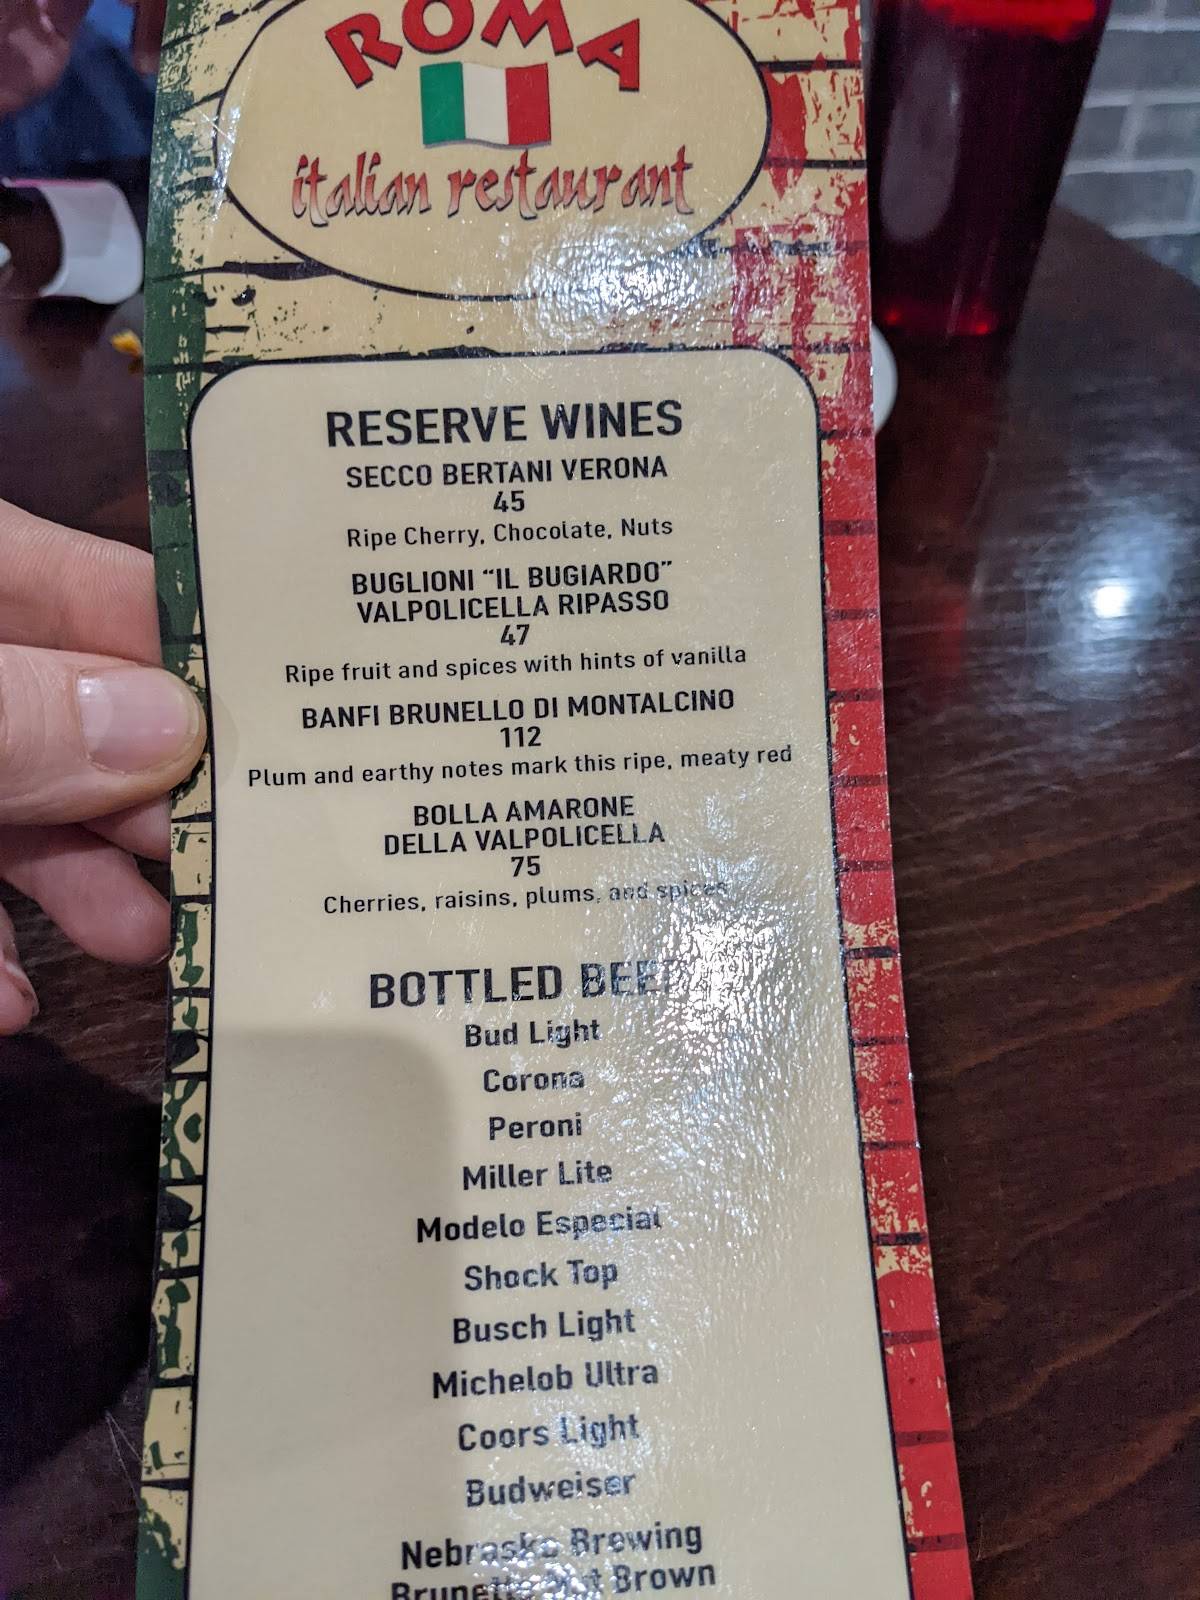 ROMA
italian restaurant
RESERVE WINES
SECCO BERTANI VERONA
45
Ripe Cherry, Chocolate, Nuts
BUGLIONI “IL BUGIARDO”
VALPOLICELLA RIPASSO
47
Ripe fruit and spices with hints of vanilla
BANFI BRUNELLO DI MONTALCINO
112
Plum and earthy notes mark this ripe, meaty red
BOLLA AMARONE
DELLA VALPOLICELLA
75
Cherries, raisins, plums, and spices
BOTTLED
Bud Light
Corona
Peroni
Miller Lite
Modelo Especial
Shock Top
Busch Light
Michelob Ultra
Coors Light
Budweiser
Nebraska Brewing
Brunette Nut Brown